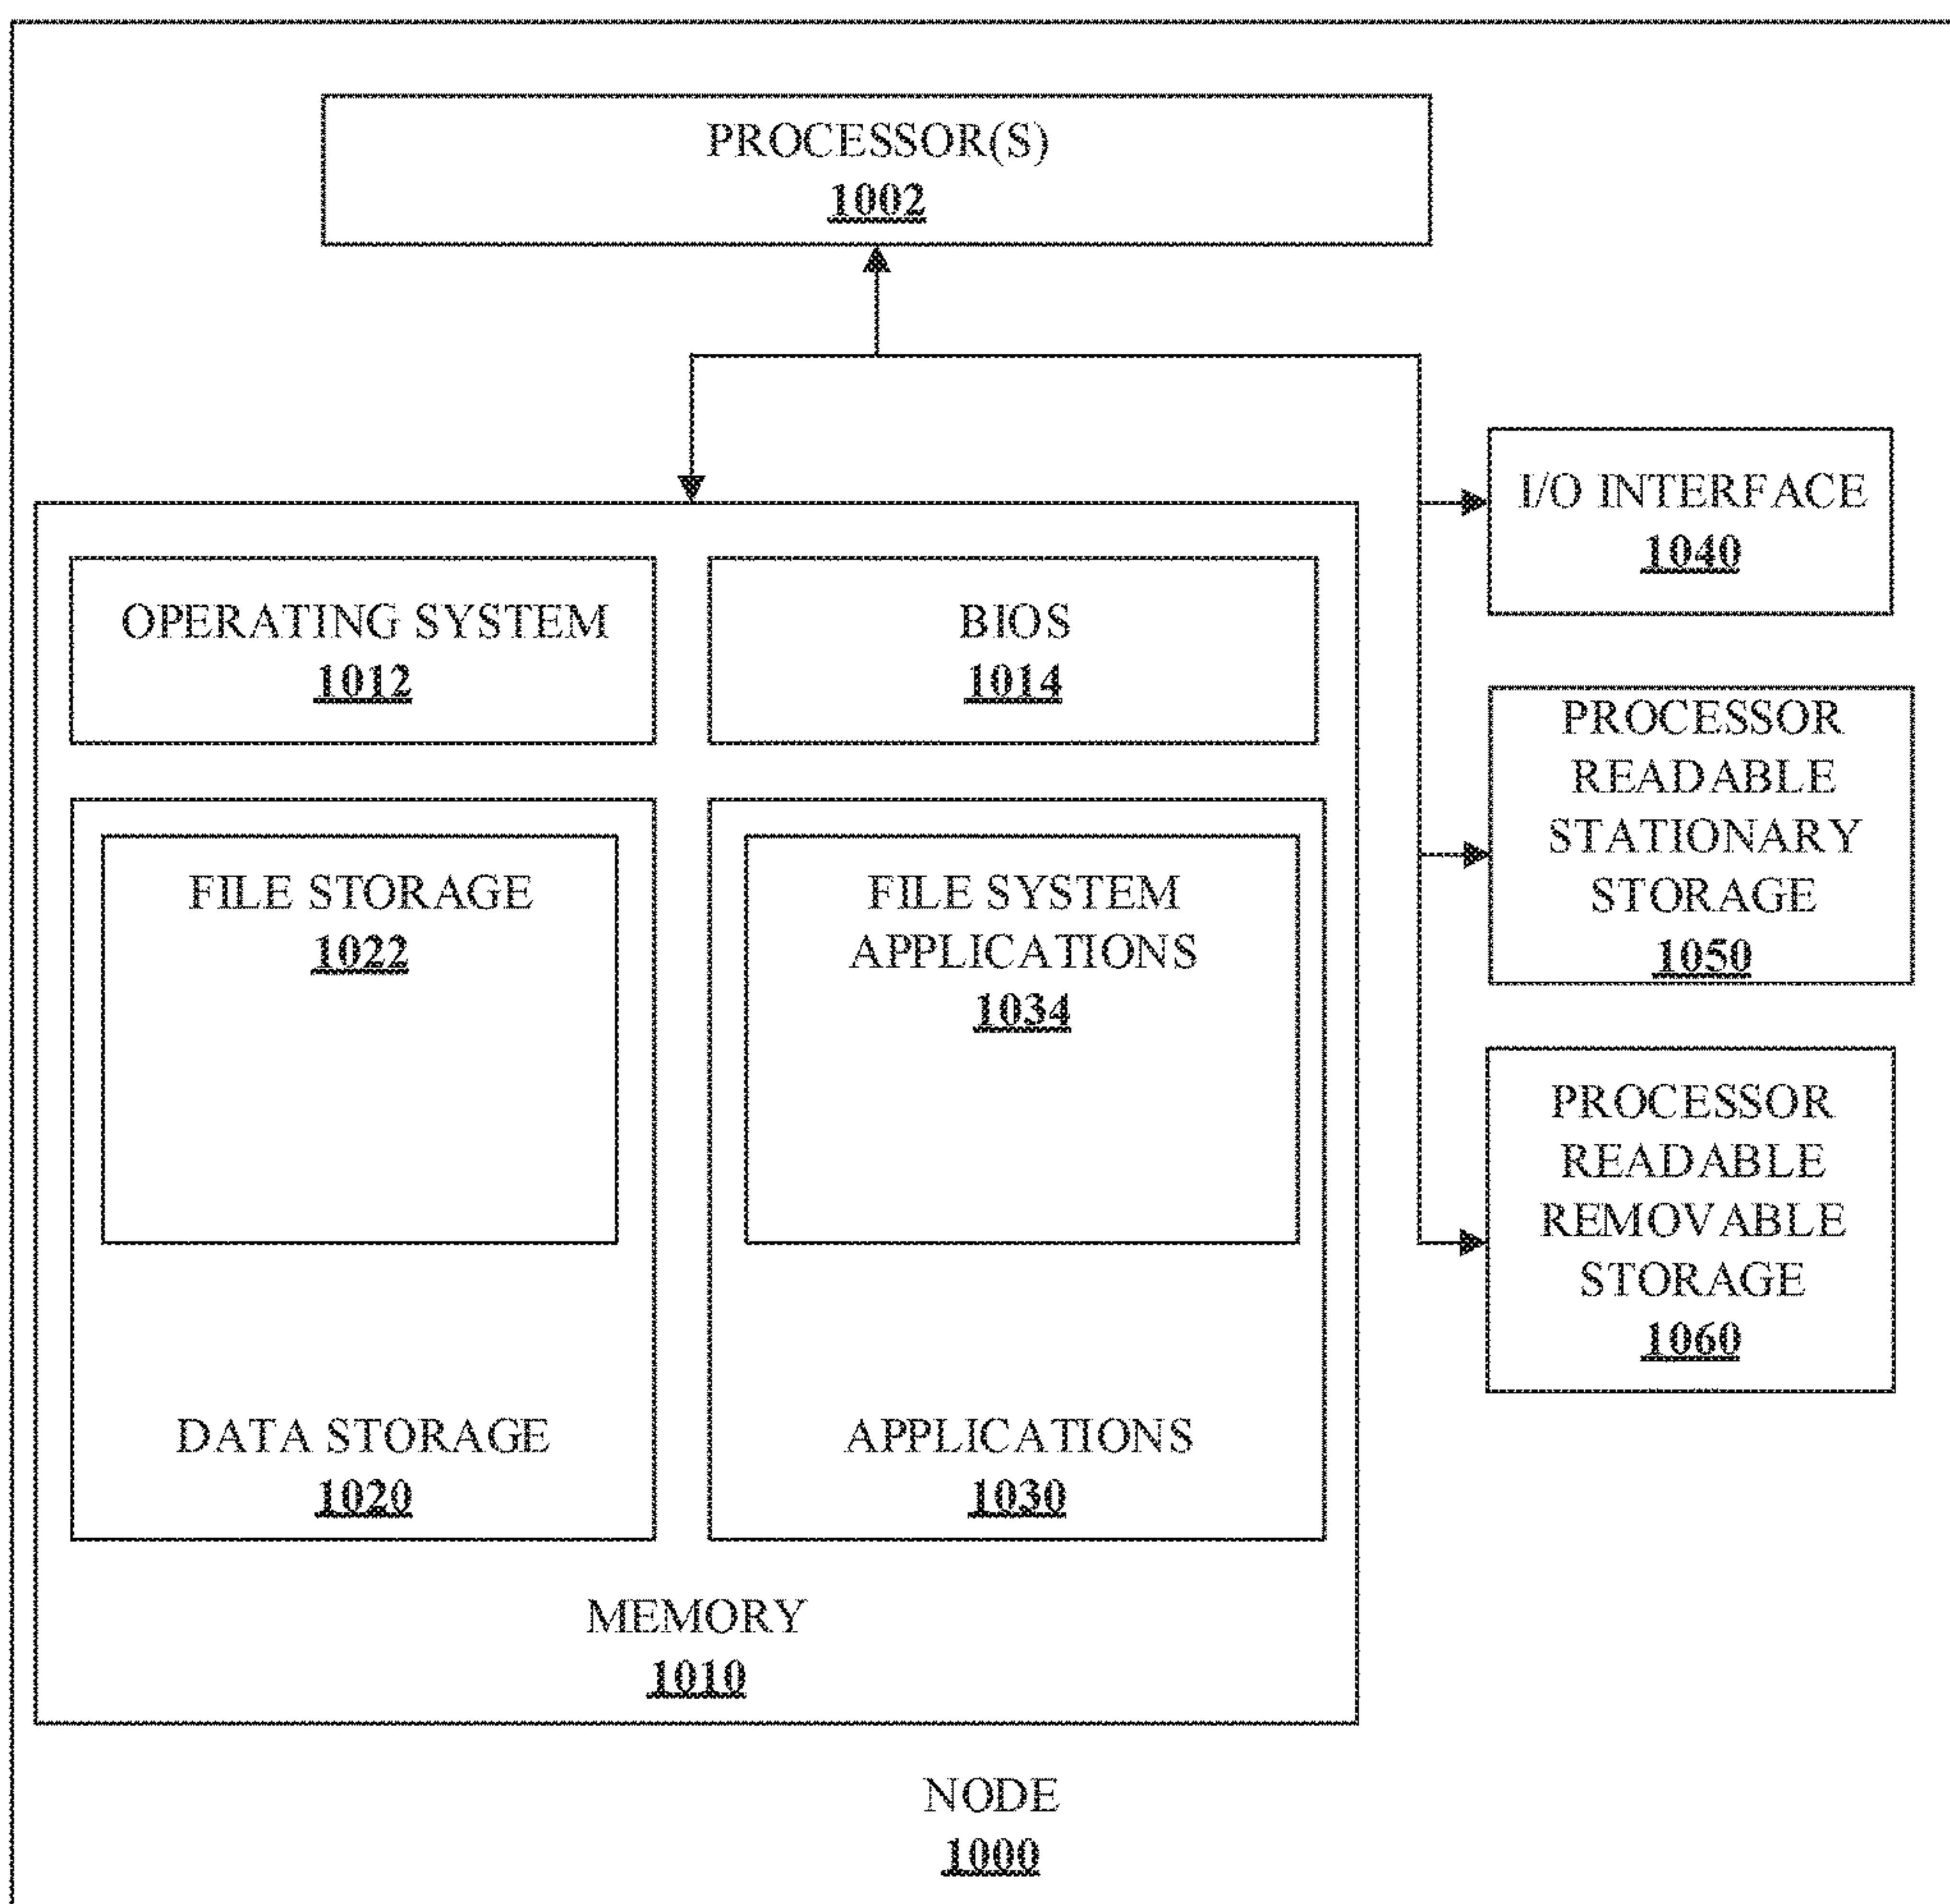 PROCESSOR(S)
1002
I/O INTERFACE
1040
OPERATING SYSTEM
1012
BIOS
1014
PROCESSOR
READABLE
STATIONARY
STORAGE
1050
FILE STORAGE
1022
FILE SYSTEM
APPLICATIONS
1034
PROCESSOR
READABLE
REMOVABLE
STORAGE
1060
DATA STORAGE
1020
APPLICATIONS
1030
MEMORY
1010
NODE
1000